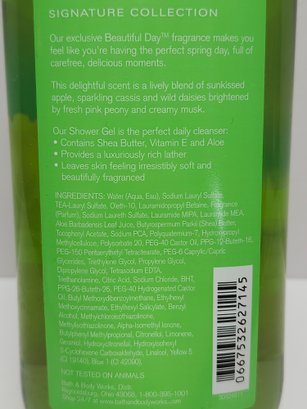 SIGNATURE COLLECTION
Our exclusive Beautiful Day™ fragrance makes you
feel like you're having the perfect spring day, full of
carefree, delicious moments.
This delightful scent is a lively blend of sunkissed
apple, sparkling cassis and wild daisies brightened
by fresh pink peony and creamy musk.
Our Shower Gel is the perfect daily cleanser:
• Contains Shea Butter, Vitamin E and Aloe
• Provides a luxuriously rich lather
• Leaves skin feeling irresistibly soft and
beautifully fragranced
INGREDIENTS: Water (Aqua, Eau), Sodium Lauryl Sulfate,
TEA-Lauryl Sulfate, Oleth-10, Lauramidopropyl Betaine, Fragrance
(Parfum), Sodium Laureth Sulfate, Lauramide MIPA, Lauramide MEA,
Aloe Barbadensis Leaf Juice, Butyrospermum Parkii (Shea) Butter,
Tocopheryl Acetate, Sodium PCA, Polyquaternium-7, Hydroxypropyl
Methylcellulose, Polysorbate 20, PEG-40 Castor Oil, PPG-12-Buteth-16,
PEG-150 Pentaerythrityl Tetrastearate, PEG-6 Caprylic/Capric
Glycerides, Triethylene Glycol, Propylene Glycol,
Dipropylene Glycol, Tetrasodium EDTA,
Triethanolamine, Citric Acid, Sodium Chloride, BHT,
PPG-26-Buteth-26, PEG-40 Hydrogenated Castor
Oil, Butyl Methoxydibenzoylmethane, Ethylhexyl
Methoxycinnamate, Ethylhexyl Salicylate, Benzyl
Alcohol, Methylchloroisothiazolinone,
Methylisothiazolinone, Alpha-Isomethyl Ionone,
Butylphenyl Methylpropional, Citronellol, Limonene,
Geraniol, Hydroxycitronellal, Hydroxyisohexyl
3-Cyclohexene Carboxaldehyde, Linalool, Yellow 5
(CI 19140), Blue 1 (CI 42090).
NOT TESTED ON ANIMALS
Bath & Body Works, Distr.
Reynoldsburg, Ohio 43068 1-800-395-1001
Shop 24/7 at www.bathandbodyworks.com
0667532627145